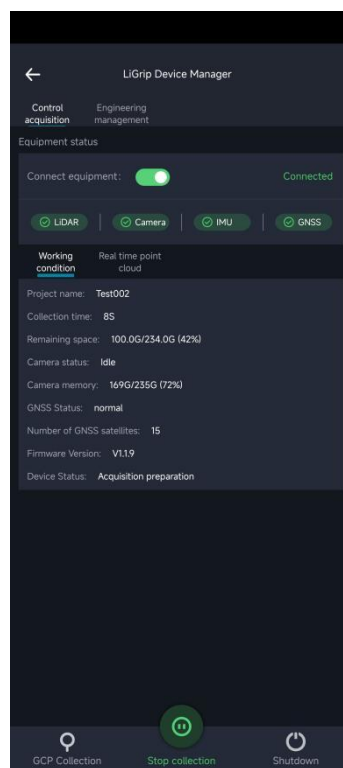 LiGrip Device Manager
Control acquisition
Engineering management
Equipment status
Connect equipment:
Connected
LiDAR
Camera
IMU
GNSS
Working condition
Real time point cloud
Project name: Test002
Collection time: 8S
Remaining space: 100.0G/234.0G (42%)
Camera status: Idle
Camera memory: 169G/235G (72%)
GNSS Status: normal
Number of GNSS satellites: 15
Firmware Version: V1.1.9
Device Status: Acquisition preparation
GCP Collection
Stop collection
Shutdown